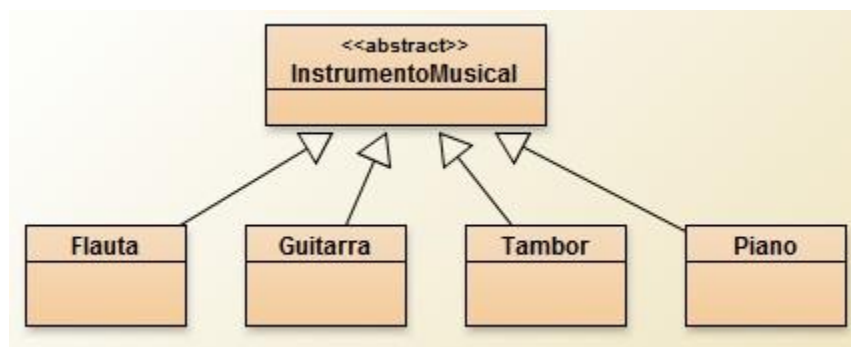 <<abstract>>
InstrumentoMusical
Flauta
Guitarra
Tambor
Piano